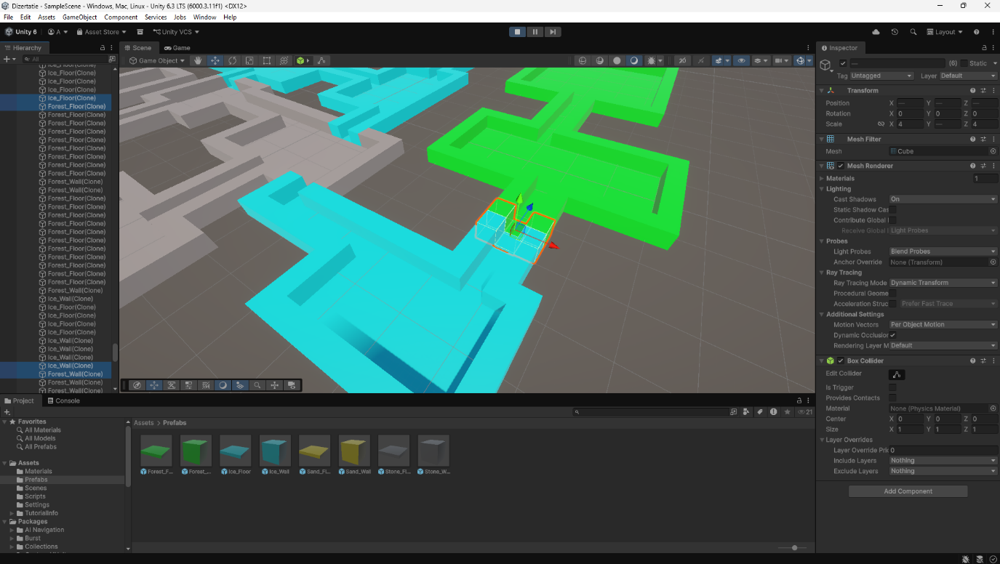 Dizertatie - SampleScene - Windows, Mac, Linux - Unity 6.3 LTS (6000.3.11f1) <DX12>
File Edit Assets GameObject Component Services Jobs Window Help
Unity 6 A Asset Store Unity VCS Layout
Hierarchy
All
Ice_Floor(Clone)
Ice_Floor(Clone)
Ice_Floor(Clone)
Ice_Floor(Clone)
Ice_Floor(Clone)
Forest_Floor(Clone)
Forest_Floor(Clone)
Forest_Floor(Clone)
Forest_Floor(Clone)
Forest_Floor(Clone)
Forest_Floor(Clone)
Forest_Floor(Clone)
Forest_Floor(Clone)
Forest_Floor(Clone)
Forest_Wall(Clone)
Forest_Wall(Clone)
Forest_Floor(Clone)
Forest_Floor(Clone)
Forest_Floor(Clone)
Forest_Floor(Clone)
Forest_Floor(Clone)
Forest_Floor(Clone)
Forest_Floor(Clone)
Forest_Floor(Clone)
Forest_Floor(Clone)
Forest_Floor(Clone)
Forest_Floor(Clone)
Forest_Wall(Clone)
Ice_Wall(Clone)
Ice_Floor(Clone)
Ice_Floor(Clone)
Ice_Floor(Clone)
Ice_Floor(Clone)
Ice_Wall(Clone)
Ice_Wall(Clone)
Ice_Wall(Clone)
Ice_Wall(Clone)
Forest_Wall(Clone)
Forest_Wall(Clone)
Forest_Wall(Clone)
Scene Game
Game Object
2D
Inspector
— (6) Static
Tag Untagged Layer Default
Transform
Position X — Y — Z —
Rotation X 0 Y 0 Z 0
Scale X 4 Y — Z 4
Mesh Filter
Mesh Cube
Mesh Renderer
Materials 1
Lighting
Cast Shadows On
Static Shadow Cas
Contribute Global I
Receive Global I Light Probes
Probes
Light Probes Blend Probes
Anchor Override None (Transform)
Ray Tracing
Ray Tracing Mode Dynamic Transform
Procedural Geome
Acceleration Struc Prefer Fast Trace
Additional Settings
Motion Vectors Per Object Motion
Dynamic Occlusion
Rendering Layer M Default
Box Collider
Edit Collider
Is Trigger
Provides Contacts
Material None (Physics Material)
Center X 0 Y 0 Z 0
Size X 1 Y 1 Z 1
Layer Overrides
Layer Override Pri 0
Include Layers Nothing
Exclude Layers Nothing
Add Component
Project Console
21
Favorites
All Materials
All Models
All Prefabs
Assets
Materials
Prefabs
Scenes
Scripts
Settings
TutorialInfo
Packages
AI Navigation
Burst
Collections
Assets > Prefabs
Forest_F... Forest_... Ice_Floor Ice_Wall Sand_Fl... Sand_Wall Stone_Fl... Stone_W...